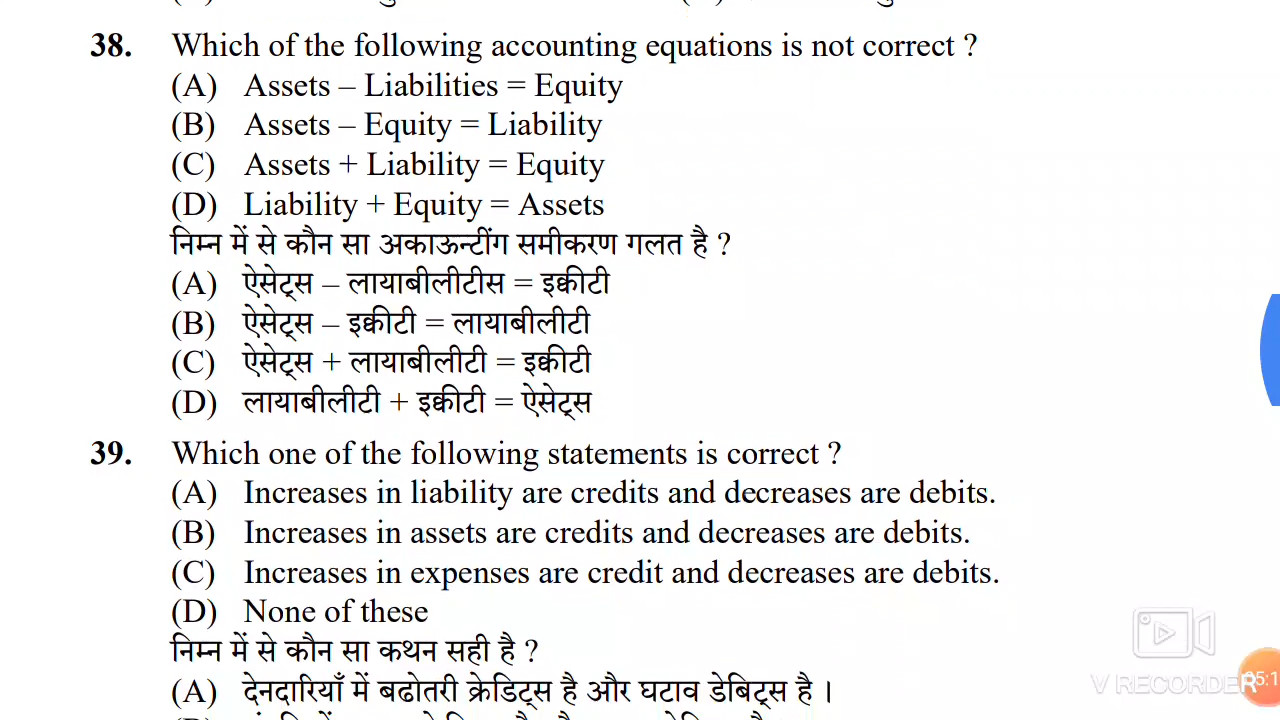 38. Which of the following accounting equations is not correct ?
(A) Assets – Liabilities = Equity
(B) Assets – Equity = Liability
(C) Assets + Liability = Equity
(D) Liability + Equity = Assets
निम्न में से कौन सा अकाऊन्टींग समीकरण गलत है ?
(A) ऐसेट्स – लायाबीलीटीस = इक्वीटी
(B) ऐसेट्स – इक्वीटी = लायाबीलीटी
(C) ऐसेट्स + लायाबीलीटी = इक्वीटी
(D) लायाबीलीटी + इक्वीटी = ऐसेट्स
39. Which one of the following statements is correct ?
(A) Increases in liability are credits and decreases are debits.
(B) Increases in assets are credits and decreases are debits.
(C) Increases in expenses are credit and decreases are debits.
(D) None of these
निम्न में से कौन सा कथन सही है ?
(A) देनदारियाँ में बढोतरी क्रेडिट्स है और घटाव डेबिट्स है ।
V RECORDER